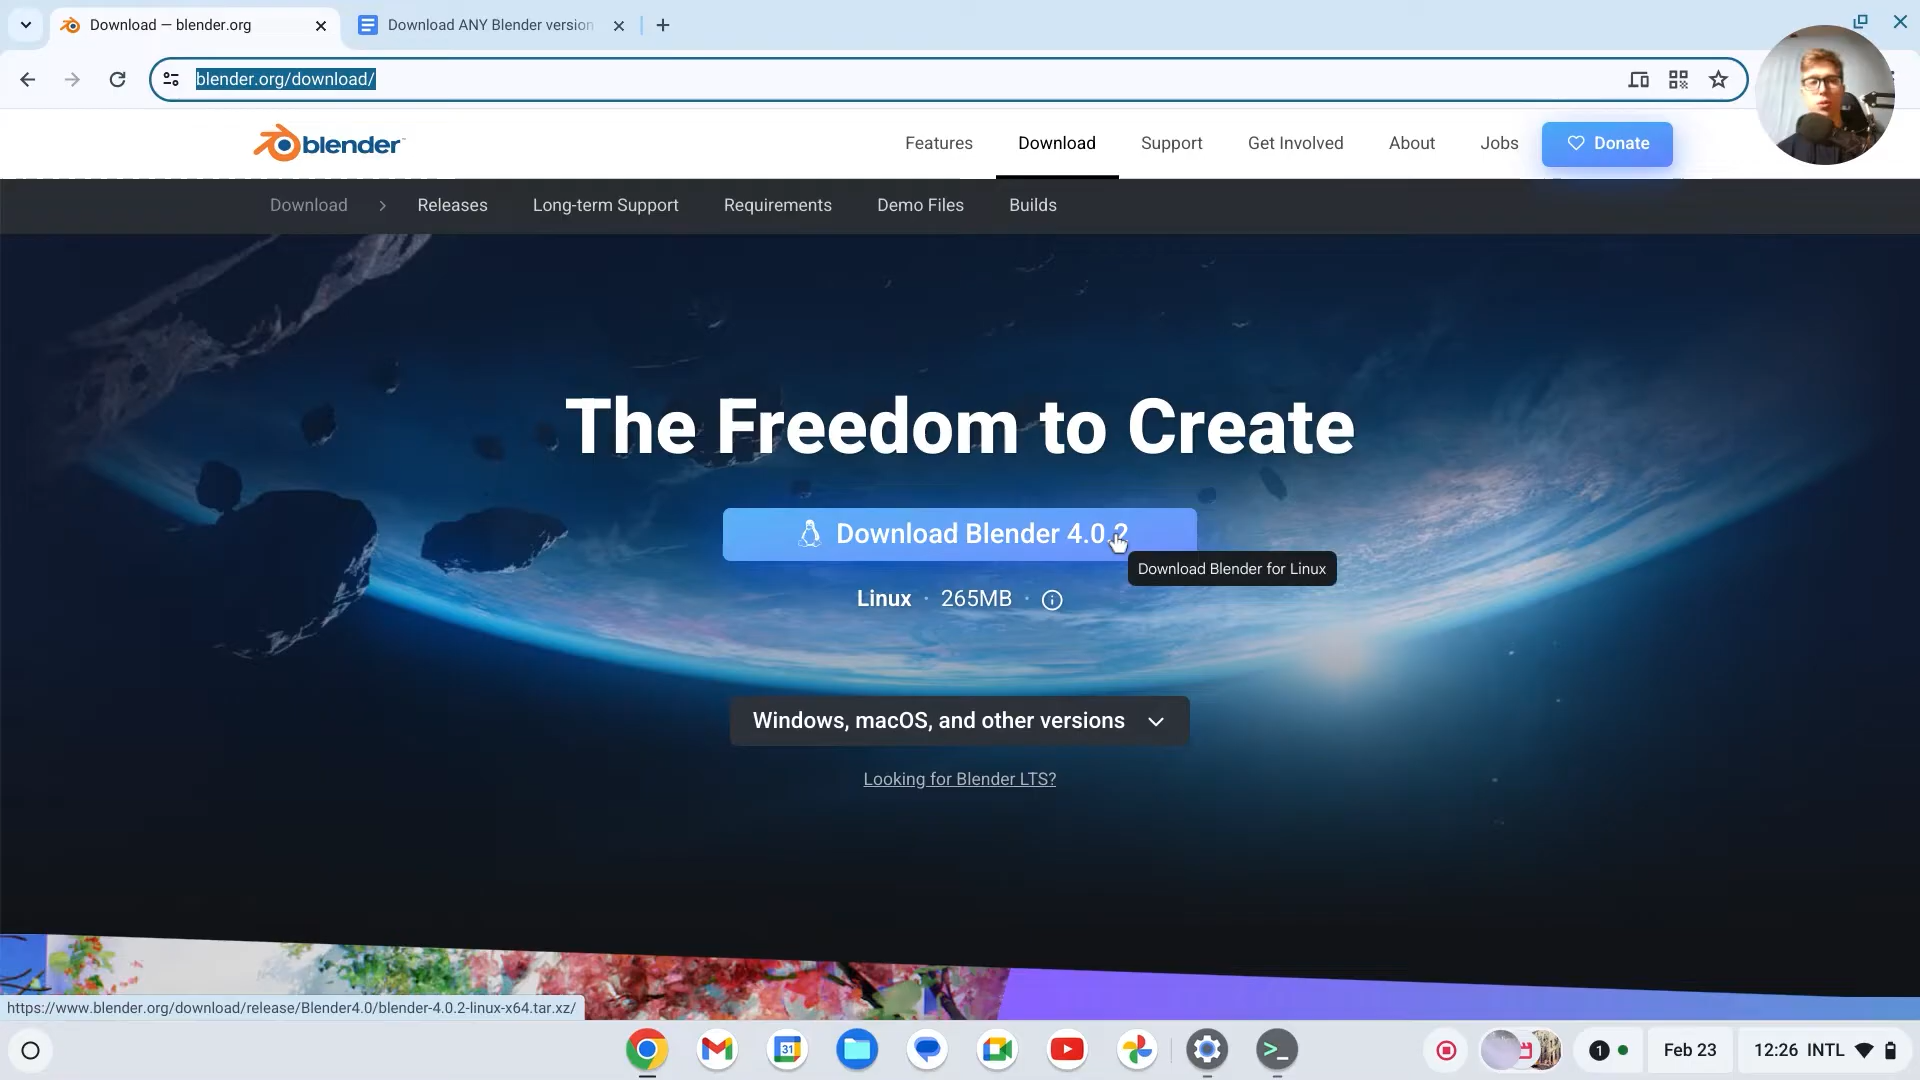 Download — blender.org
Download ANY Blender version
blender.org/download/
blender
Features
Download
Support
Get Involved
About
Jobs
Donate
Download
Releases
Long-term Support
Requirements
Demo Files
Builds
The Freedom to Create
Download Blender 4.0.2
Download Blender for Linux
Linux · 265MB ·
Windows, macOS, and other versions
Looking for Blender LTS?
https://www.blender.org/download/release/Blender4.0/blender-4.0.2-linux-x64.tar.xz/
31
>_
1
Feb 23
12:26 INTL